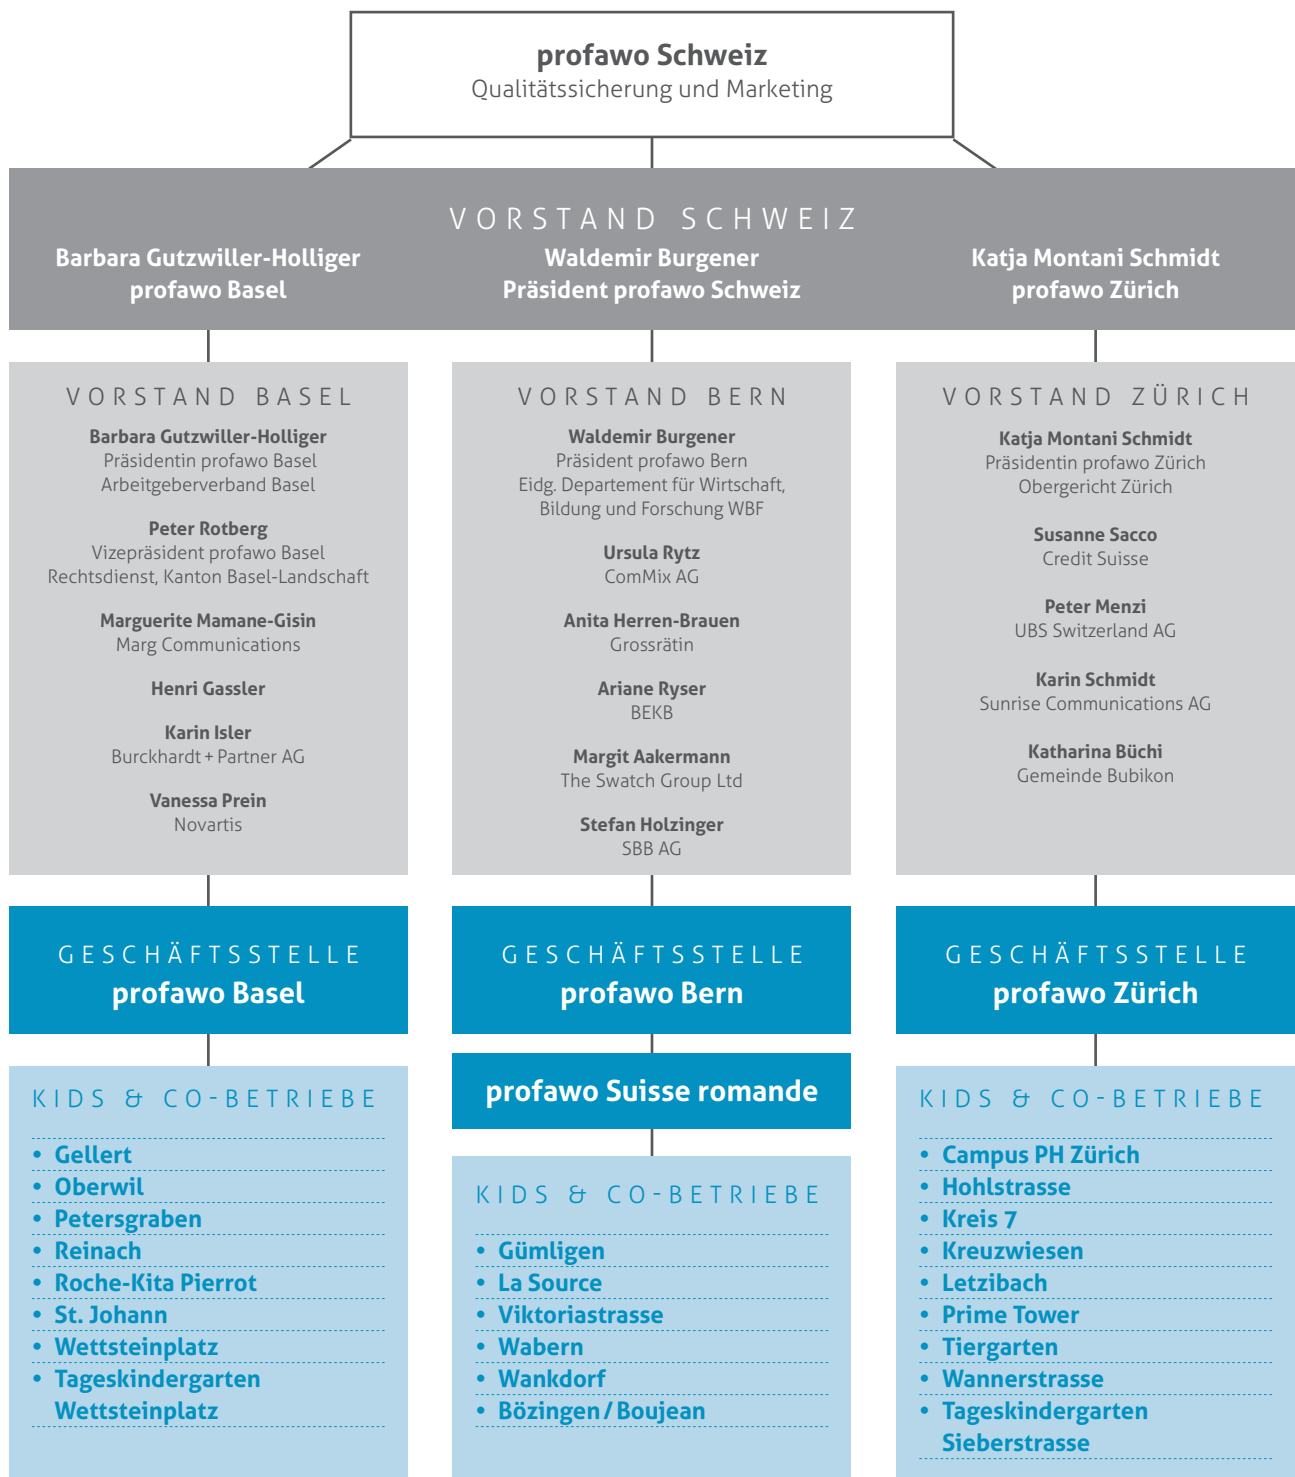 profawo Schweiz
Qualitätssicherung und Marketing
VORSTAND SCHWEIZ
Barbara Gutzwiller-Holliger
profawo Basel
Waldemir Burgener
Präsident profawo Schweiz
Katja Montani Schmidt
profawo Zürich
VORSTAND BASEL
Barbara Gutzwiller-Holliger
Präsidentin profawo Basel
Arbeitgeberverband Basel
Peter Rotberg
Vizepräsident profawo Basel
Rechtsdienst, Kanton Basel-Landschaft
Marguerite Mamane-Gisin
Marg Communications
Henri Gassler
Karin Isler
Burckhardt + Partner AG
Vanessa Prein
Novartis
VORSTAND BERN
Waldemir Burgener
Präsident profawo Bern
Eidg. Departement für Wirtschaft,
Bildung und Forschung WBF
Ursula Rytz
ComMix AG
Anita Herren-Brauen
Grossrätin
Ariane Ryser
BEKB
Margit Aakermann
The Swatch Group Ltd
Stefan Holzinger
SBB AG
VORSTAND ZÜRICH
Katja Montani Schmidt
Präsidentin profawo Zürich
Obergericht Zürich
Susanne Sacco
Credit Suisse
Peter Menzi
UBS Switzerland AG
Karin Schmidt
Sunrise Communications AG
Katharina Büchi
Gemeinde Bubikon
GESCHÄFTSSTELLE
profawo Basel
GESCHÄFTSSTELLE
profawo Bern
GESCHÄFTSSTELLE
profawo Zürich
KIDS & CO-BETRIEBE
• Gellert
• Oberwil
• Petersgraben
• Reinach
• Roche-Kita Pierrot
• St. Johann
• Wettsteinplatz
• Tageskindergarten
Wettsteinplatz
profawo Suisse romande
KIDS & CO-BETRIEBE
• Gümligen
• La Source
• Viktoriastrasse
• Wabern
• Wankdorf
• Bözingen / Boujean
KIDS & CO-BETRIEBE
• Campus PH Zürich
• Hohlstrasse
• Kreis 7
• Kreuzwiesen
• Letzibach
• Prime Tower
• Tiergarten
• Wannerstrasse
• Tageskindergarten
Sieberstrasse